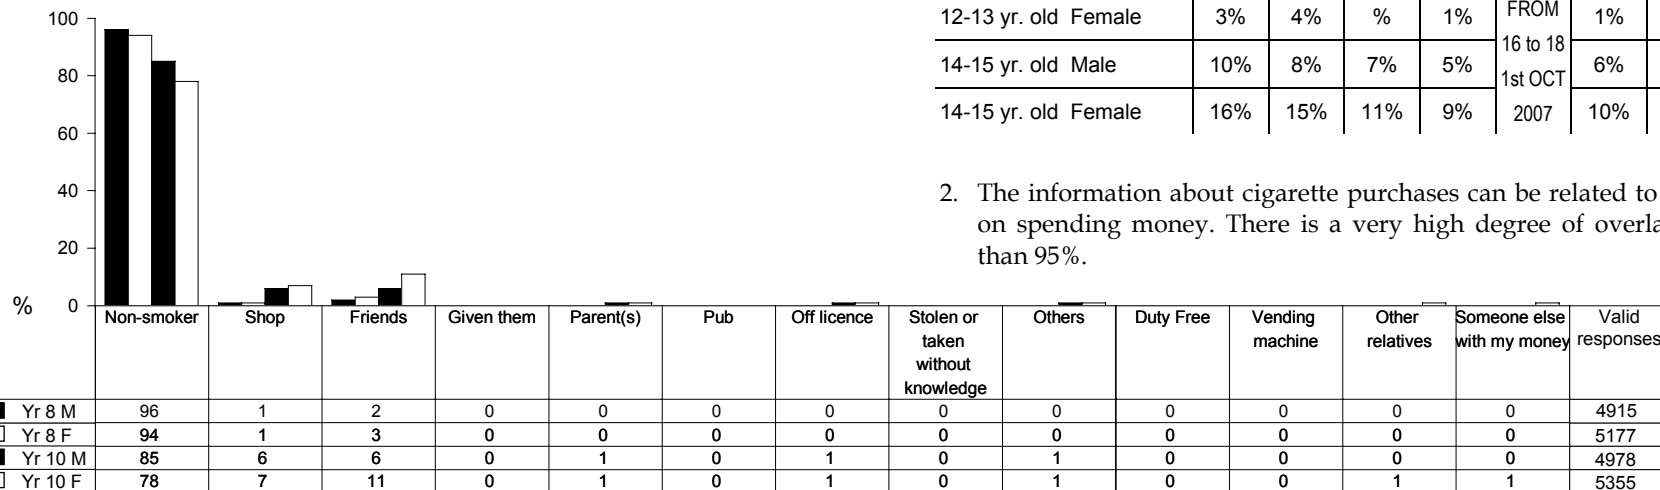 100
80
60
40
20
% 0
Non-smoker Shop Friends Given them Parent(s) Pub Off licence Stolen or taken without knowledge Others Duty Free Vending machine Other relatives Someone else with my money Valid responses
Yr 8 M 96 1 2 0 0 0 0 0 0 0 0 0 0 4915
Yr 8 F 94 1 3 0 0 0 0 0 0 0 0 0 0 5177
Yr 10 M 85 6 6 0 1 0 1 0 1 0 0 0 0 4978
Yr 10 F 78 7 11 0 1 0 1 0 1 0 0 1 1 5355
12-13 yr. old Female 3% 4% % 1% 1%
14-15 yr. old Male 10% 8% 7% 5% 6%
14-15 yr. old Female 16% 15% 11% 9% 10%
FROM
16 to 18
1st OCT
2007
2. The information about cigarette purchases can be related to
on spending money. There is a very high degree of
than 95%.